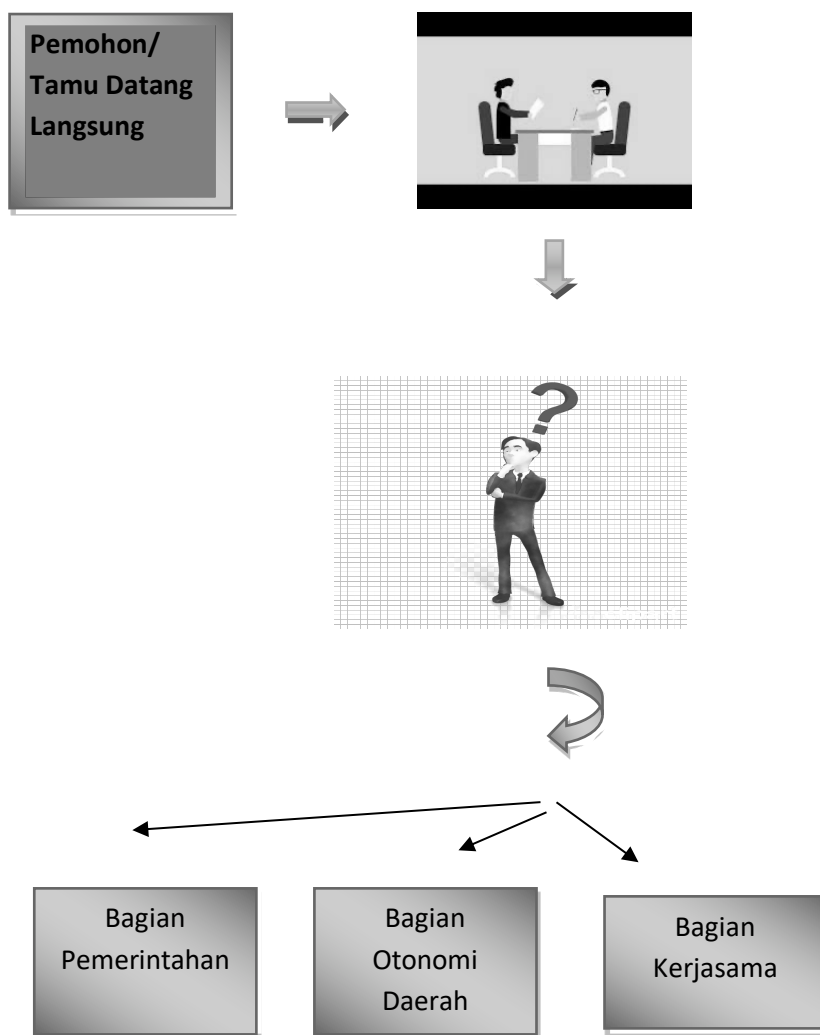 Pemohon/
Tamu Datang
Langsung
?
Bagian
Pemerintahan
Bagian
Otonomi
Daerah
Bagian
Kerjasama